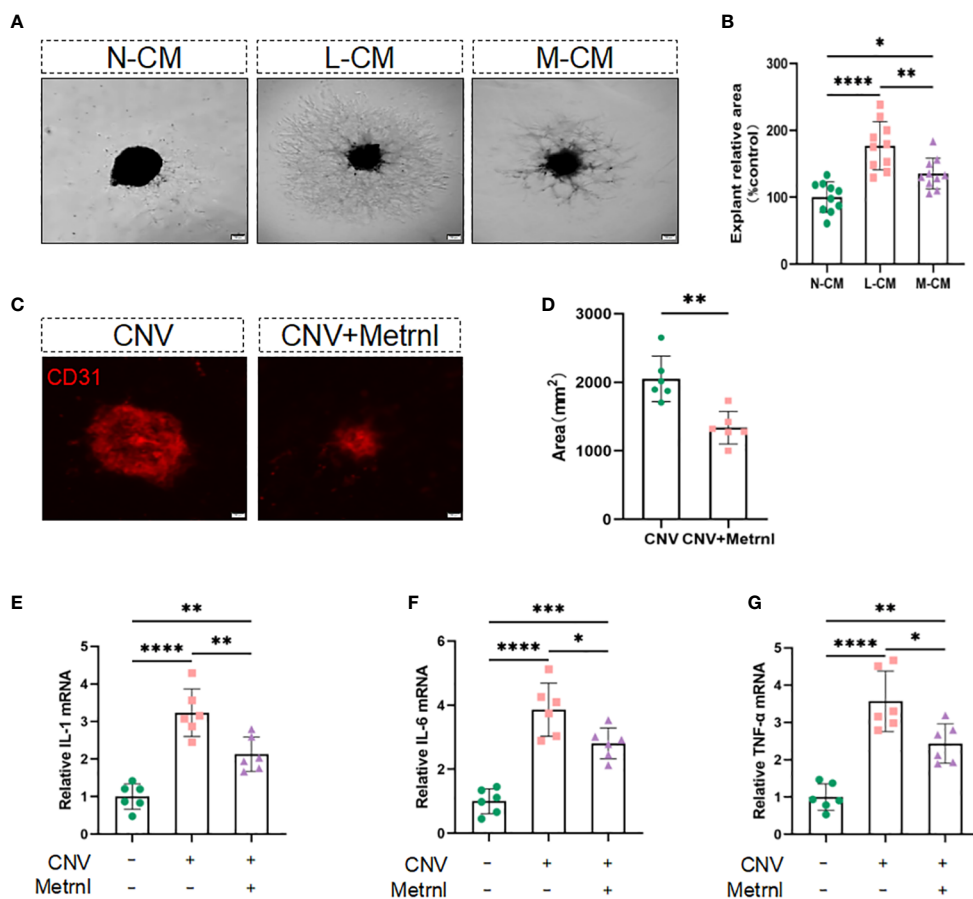 A
N-CM
L-CM
M-CM
B
*
****
**
Explant relative area
(%control)
300
200
100
0
N-CM
L-CM
M-CM
C
CNV
CNV+Metrnl
CD31
D
**
Area(mm²)
3000
2000
1000
0
CNV
CNV+Metrnl
E
**
****
**
Relative IL-1 mRNA
5
4
3
2
1
0
CNV - + +
Metrnl - - +
F
***
****
*
Relative IL-6 mRNA
6
4
2
0
CNV - + +
Metrnl - - +
G
**
****
*
Relative TNF-α mRNA
5
4
3
2
1
0
CNV - + +
Metrnl - - +